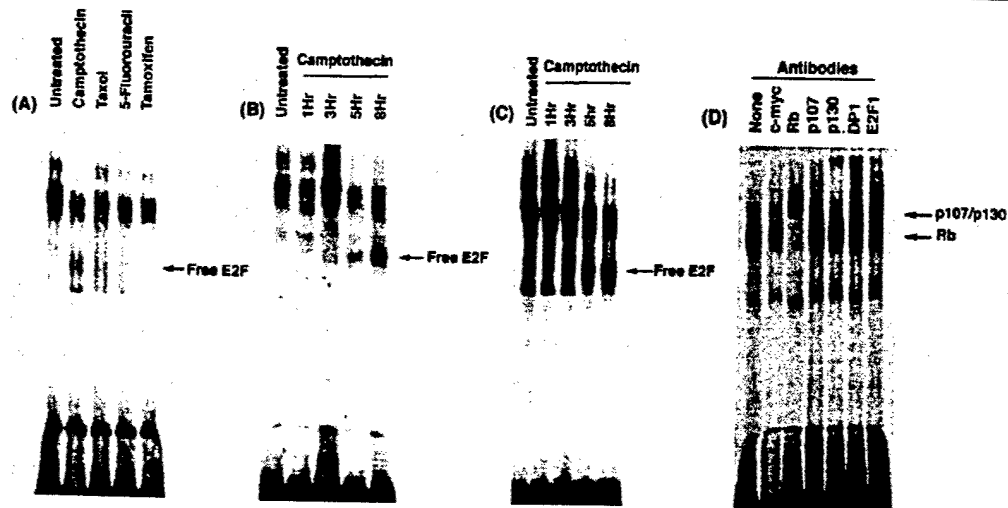 (A)
Untreated
Camptothecin
Taxol
5-Fluorouracil
Tamoxifen
Free E2F
(B)
Untreated
Camptothecin
1Hr
3Hr
5Hr
8Hr
Free E2F
(C)
Untreated
Camptothecin
1Hr
3Hr
5hr
8Hr
Free E2F
(D)
Antibodies
None
c-myc
Rb
p107
p130
DP1
E2F1
p107/p130
Rb